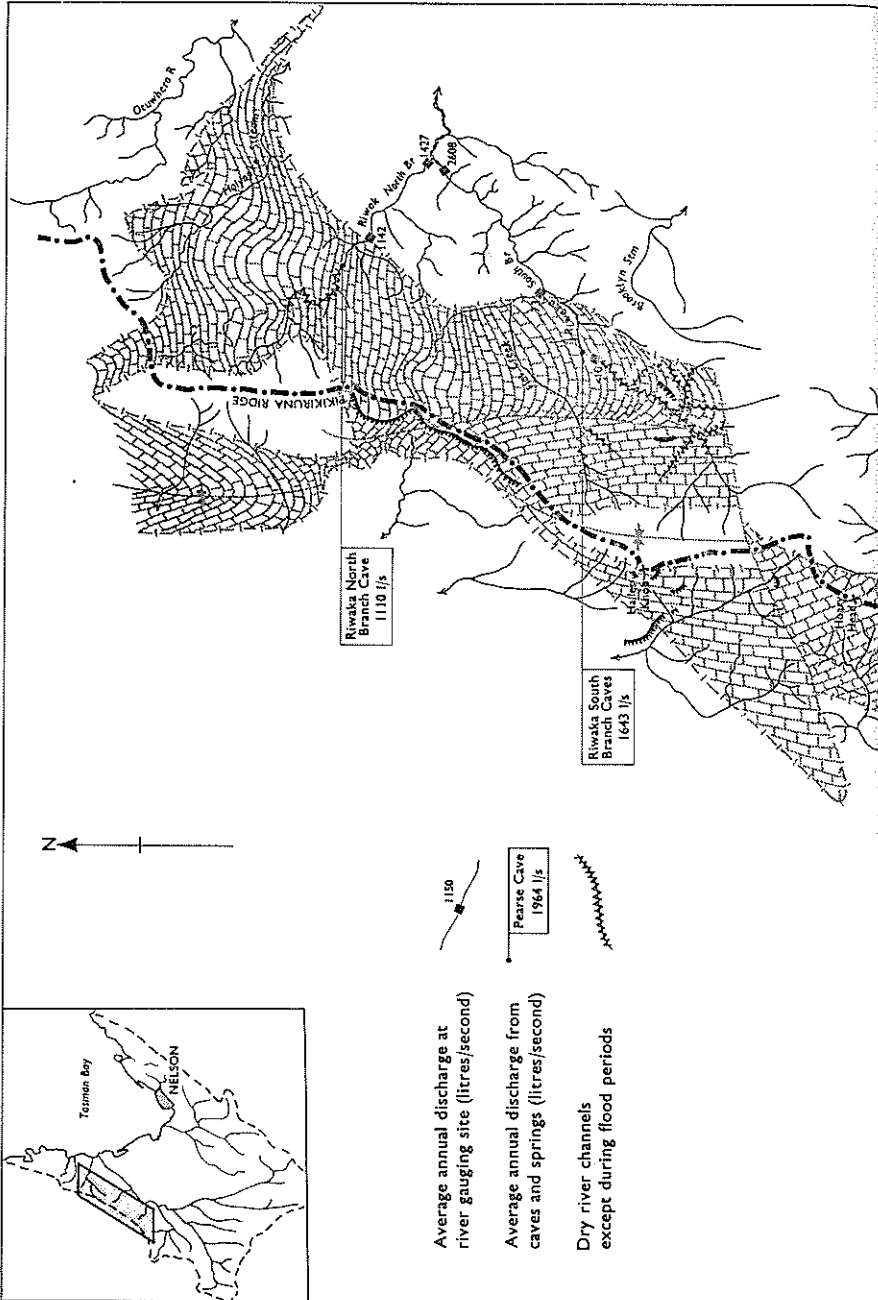 Tasman Bay
NELSON
N
Average annual discharge at
river gauging site (litres/second)
1150
Average annual discharge from
caves and springs (litres/second)
Pearse Cave
1964 l/s
Dry river channels
except during flood periods
Otuwhero R
PIKIKIRUNA RIDGE
Riwak North Br
1427
2608
1142
South Br
Brooklyn Stm
Riwaka North
Branch Cave
1110 l/s
Riwaka South
Branch Caves
1643 l/s